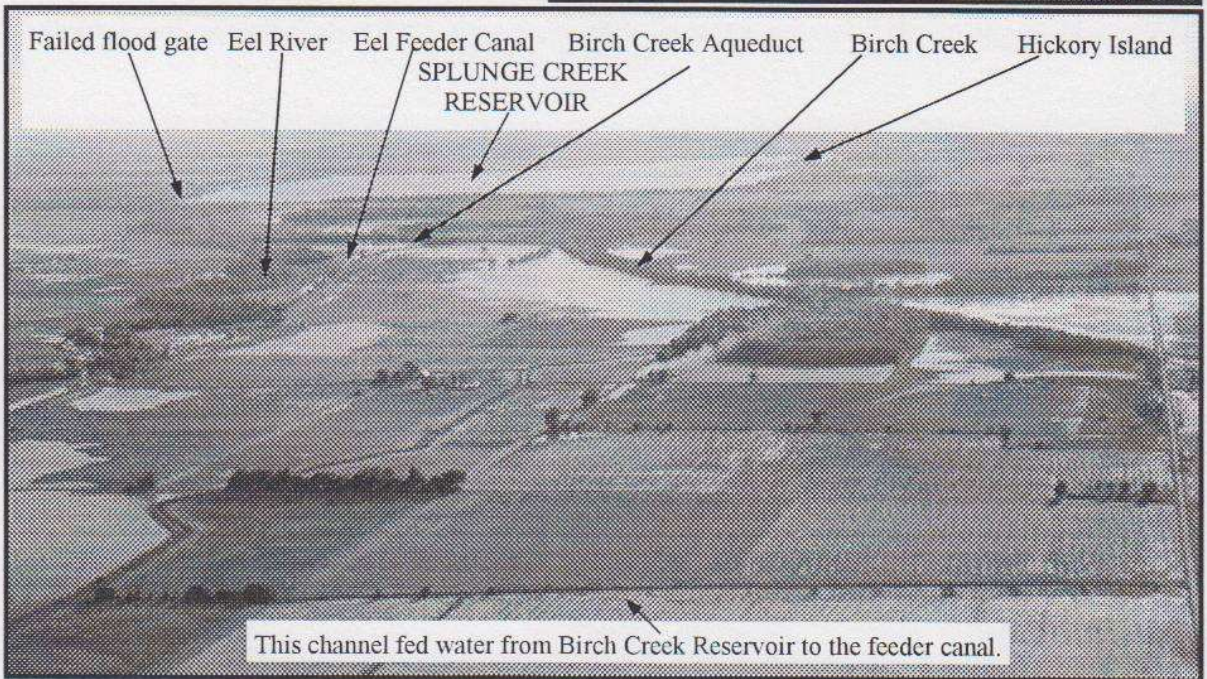 Failed flood gate Eel River Eel Feeder Canal Birch Creek Aqueduct Birch Creek Hickory Island
SPLUNGE CREEK
RESERVOIR
This channel fed water from Birch Creek Reservoir to the feeder canal.